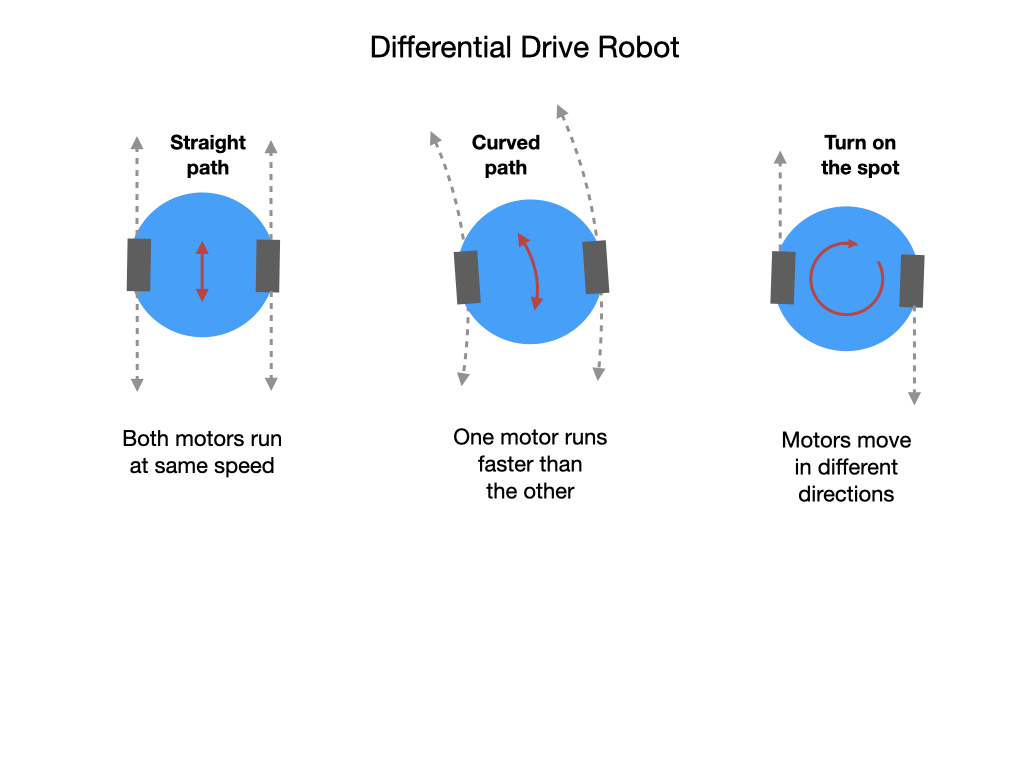 Differential Drive Robot
Straight
path
Curved
path
Turn on
the spot
Both motors run
at same speed
One motor runs
faster than
the other
Motors move
in different
directions